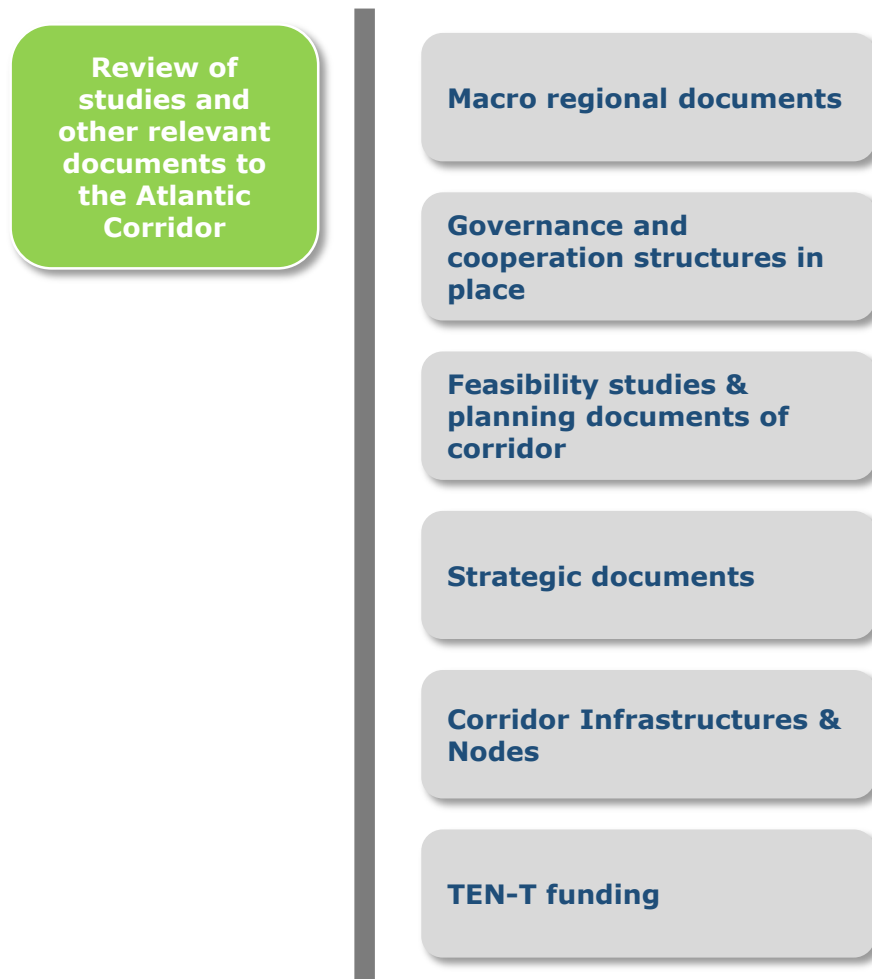 Review of
studies and
other relevant
documents to
the Atlantic
Corridor
Macro regional documents
Governance and
cooperation structures in
place
Feasibility studies &
planning documents of
corridor
Strategic documents
Corridor Infrastructures &
Nodes
TEN-T funding